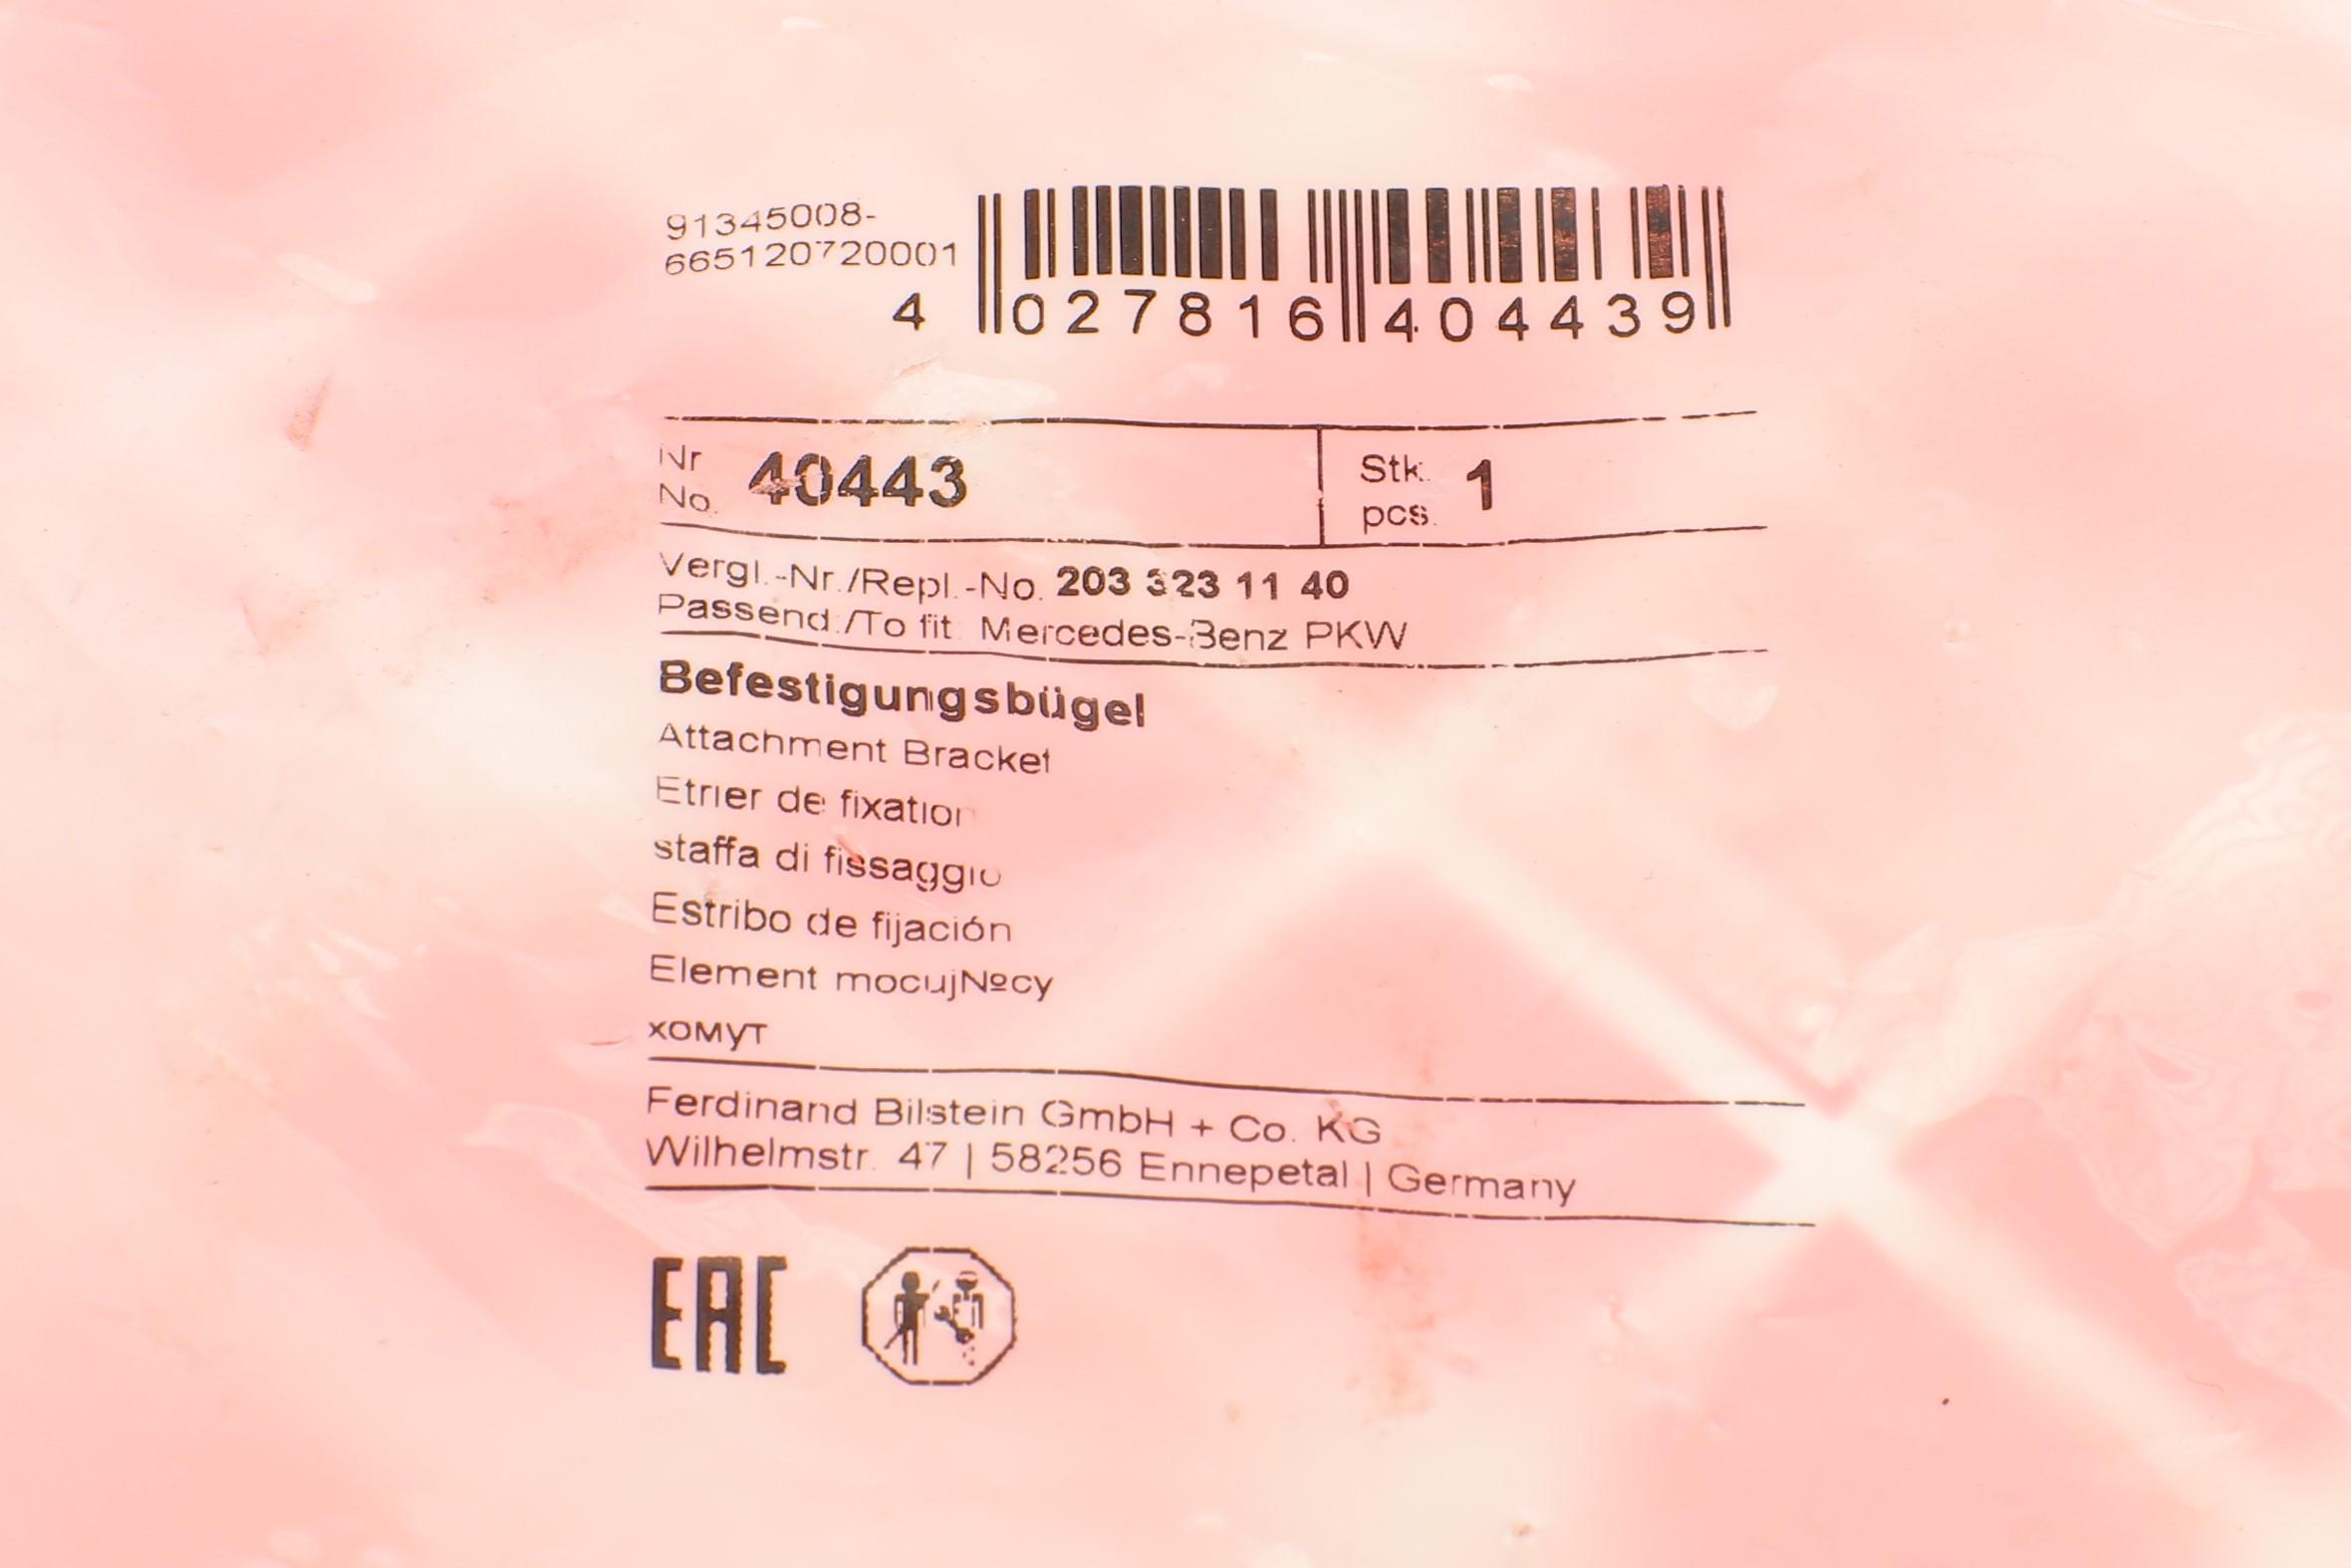 91345008-
665120720001
4 027816 404439
Nr
No. 40443
Stk. 1
pcs.
Vergl.-Nr./Repl.-No. 203 323 11 40
Passend:/To fit: Mercedes-Benz PKW
Befestigungsbügel
Attachment Bracket
Etrier de fixation
staffa di fissaggio
Estribo de fijación
Element mocujNºcy
хомут
Ferdinand Bilstein GmbH + Co. KG
Wilhelmstr. 47 | 58256 Ennepetal | Germany
EAC